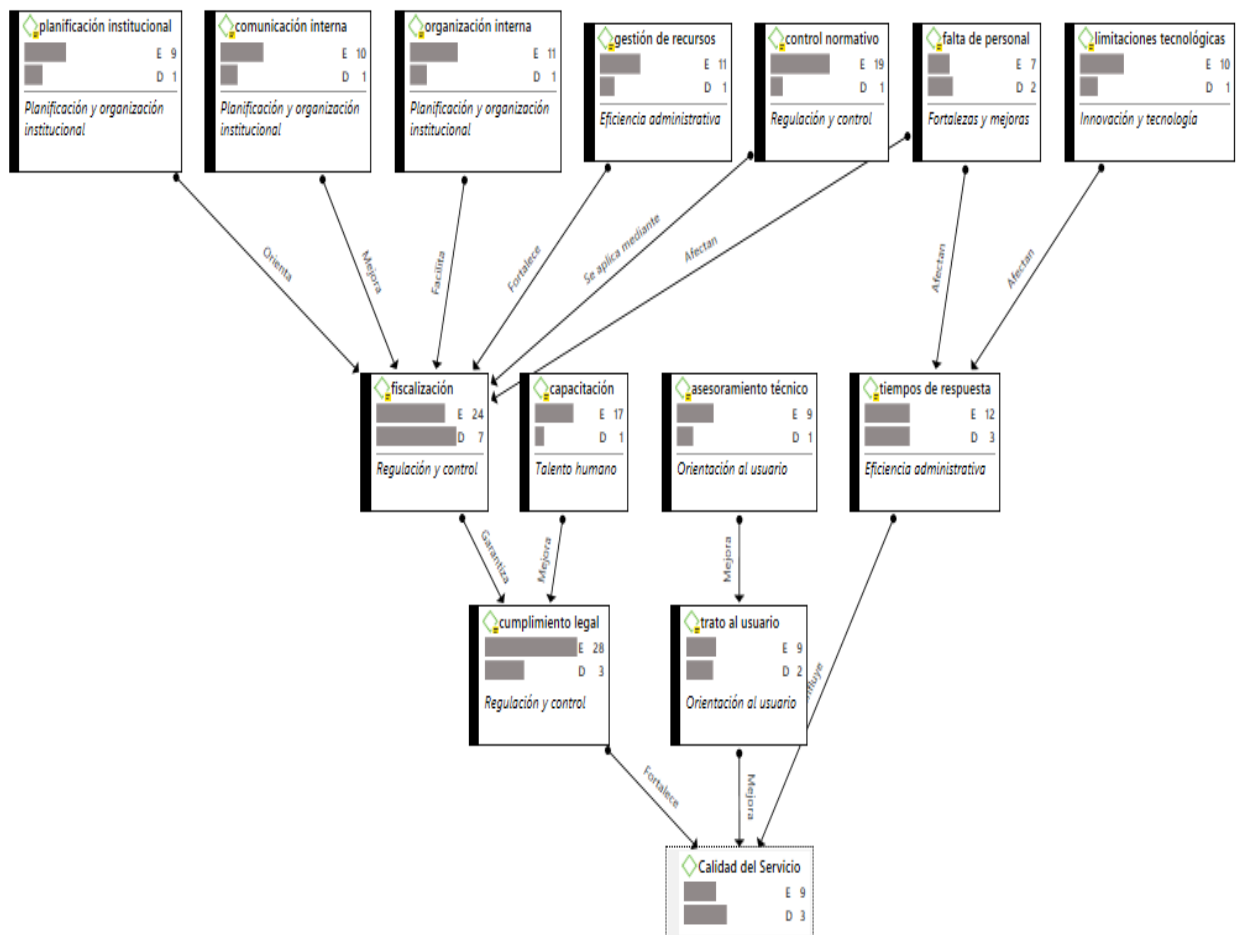 planificación institucional
E 9
D 1
Planificación y organización
institucional
comunicación interna
E 10
D 1
Planificación y organización
institucional
organización interna
E 11
D 1
Planificación y organización
institucional
gestión de recursos
E 11
D 1
Eficiencia administrativa
control normativo
E 19
D 1
Regulación y control
falta de personal
E 7
D 2
Fortalezas y mejoras
limitaciones tecnológicas
E 10
D 1
Innovación y tecnología
Orienta
Mejora
Facilita
Fortalece
Se aplica mediante
Afectan
Afectan
Afectan
fiscalización
E 24
D 7
Regulación y control
capacitación
E 17
D 1
Talento humano
asesoramiento técnico
E 9
D 1
Orientación al usuario
tiempos de respuesta
E 12
D 3
Eficiencia administrativa
Garantiza
Mejora
Mejora
cumplimiento legal
E 28
D 3
Regulación y control
trato al usuario
E 9
D 2
Orientación al usuario
Fortalece
Mejora
Calidad del Servicio
E 9
D 3